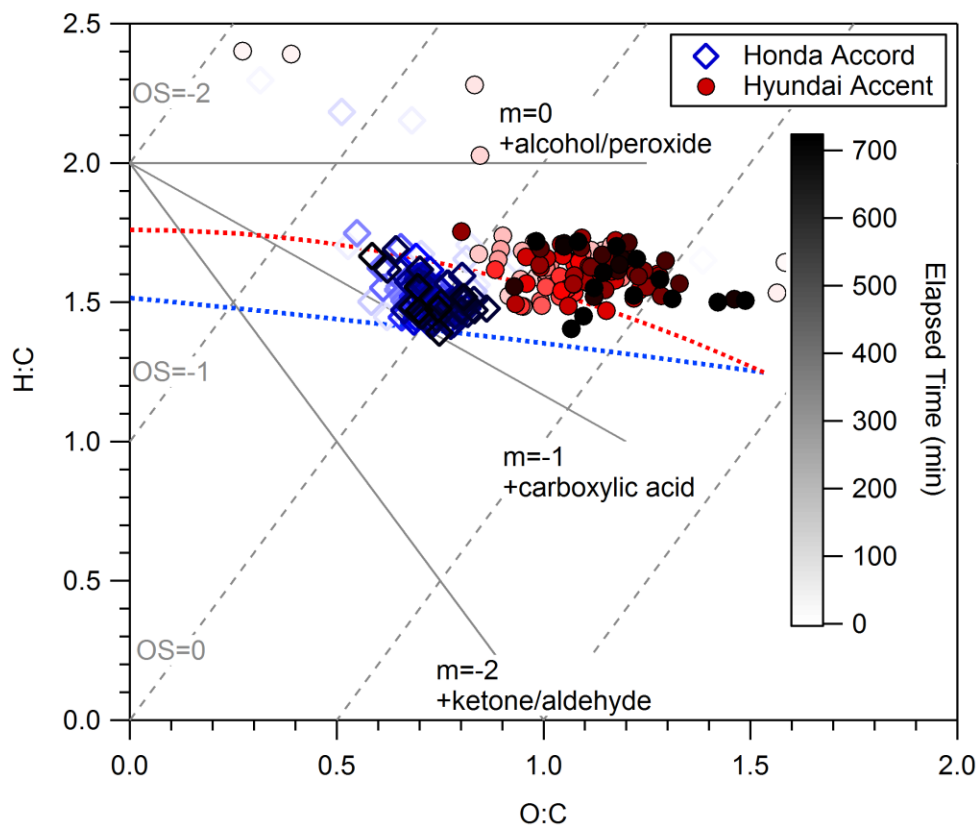 2.5
2.0
1.5
1.0
0.5
0.0
H:C
0.0
0.5
1.0
1.5
2.0
O:C
OS=-2
OS=-1
OS=0
m=0
+alcohol/peroxide
m=-1
+carboxylic acid
m=-2
+ketone/aldehyde
Honda Accord
Hyundai Accent
700
600
500
400
300
200
100
0
Elapsed Time (min)